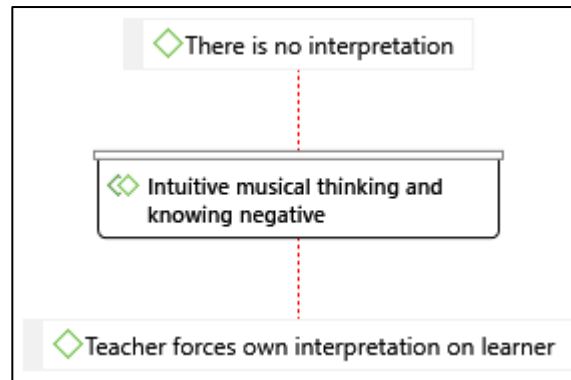 There is no interpretation
Intuitive musical thinking and
knowing negative
Teacher forces own interpretation on learner